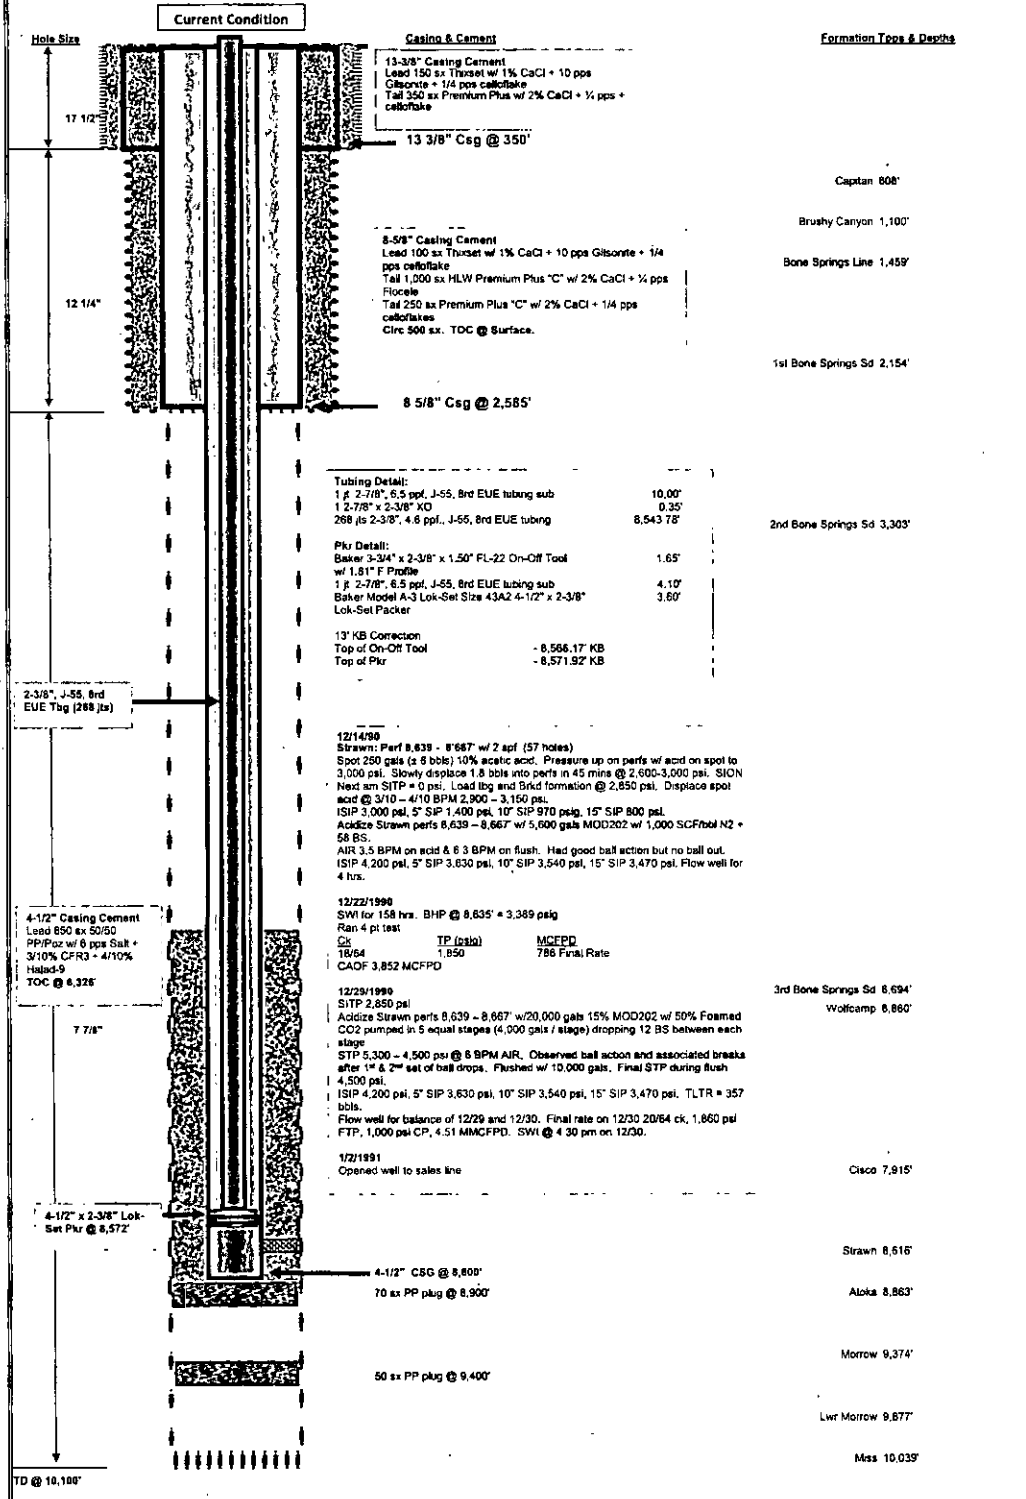 Current Condition
Hole Size
Casing & Cement
Formation Tops & Depths
13-3/8" Casing Cement
Lead 150 sx Thixset w/ 1% CaCl + 10 pps
Gilsonite + 1/4 pps celloflake
Tail 350 sx Premium Plus w/ 2% CaCl + ¼ pps +
celloflake
17 1/2"
13 3/8" Csg @ 350'
Capitan 808'
Brushy Canyon 1,100'
8-5/8" Casing Cement
Lead 100 sx Thixset w/ 1% CaCl + 10 pps Gilsonite + 1/4
pps celloflake
Tail 1,000 sx HLW Premium Plus "C" w/ 2% CaCl + ¼ pps
Flocele
Tail 250 sx Premium Plus "C" w/ 2% CaCl + 1/4 pps
celloflakes
Circ 500 sx. TOC @ Surface.
Bone Springs Line 1,459'
12 1/4"
1st Bone Springs Sd 2,154'
8 5/8" Csg @ 2,585'
Tubing Detail:
1 jt 2-7/8", 6.5 ppf, J-55, 8rd EUE tubing sub 10.00'
1 2-7/8" x 2-3/8" XO 0.35'
268 jts 2-3/8", 4.6 ppf., J-55, 8rd EUE tubing 8,543 78'
2nd Bone Springs Sd 3,303'
Pkr Detail:
Baker 3-3/4" x 2-3/8" x 1.50" FL-22 On-Off Tool 1.65'
w/ 1.81" F Profile
1 jt 2-7/8", 6.5 ppf, J-55, 8rd EUE tubing sub 4.10'
Baker Model A-3 Lok-Set Size 43A2 4-1/2" x 2-3/8" 3.60'
Lok-Set Packer
13' KB Correction
Top of On-Off Tool - 8,566.17' KB
Top of Pkr - 8,571.92' KB
2-3/8", J-55, 8rd
EUE Tbg (268 jts)
12/14/90
Strawn: Perf 8,639 - 8'667' w/ 2 spf (57 holes)
Spot 250 gals (± 6 bbls) 10% acetic acid. Pressure up on perfs w/ acid on spot to
3,000 psi. Slowly displace 1.8 bbls into perfs in 45 mins @ 2,600-3,000 psi. SION
Next am SITP = 0 psi. Load tbg and Brkd formation @ 2,850 psi. Displace spot
acid @ 3/10 – 4/10 BPM 2,900 – 3,150 psi.
ISIP 3,000 psi, 5" SIP 1,400 psi, 10" SIP 970 psig, 15" SIP 800 psi.
Acidize Strawn perfs 8,639 – 8,667' w/ 5,600 gals MOD202 w/ 1,000 SCF/bbl N2 +
58 BS.
AIR 3.5 BPM on acid & 6 3 BPM on flush. Had good ball action but no ball out.
ISIP 4,200 psi, 5" SIP 3,630 psi, 10" SIP 3,540 psi, 15" SIP 3,470 psi. Flow well for
4 hrs.
12/22/1990
SWI for 158 hrs. BHP @ 8,635' = 3,389 psig
Ran 4 pt test
Ck TP (psig) MCFPD
18/64 1,850 786 Final Rate
CAOF 3,852 MCFPD
4-1/2" Casing Cement
Lead 850 sx 50/50
PP/Poz w/ 6 pps Salt +
3/10% CFR3 + 4/10%
Halad-9
TOC @ 6,326'
7 7/8"
12/29/1990
SITP 2,850 psi
Acidize Strawn perfs 8,639 – 8,667' w/20,000 gals 15% MOD202 w/ 50% Foamed
CO2 pumped in 5 equal stages (4,000 gals / stage) dropping 12 BS between each
stage
STP 5,300 – 4,500 psi @ 8 BPM AIR. Observed ball action and associated breaks
after 1st & 2nd set of ball drops. Flushed w/ 10,000 gals. Final STP during flush
4,500 psi.
ISIP 4,200 psi, 5" SIP 3,630 psi, 10" SIP 3,540 psi, 15" SIP 3,470 psi. TLTR = 357
bbls.
Flow well for balance of 12/29 and 12/30. Final rate on 12/30 20/64 ck, 1,860 psi
FTP, 1,000 psi CP, 4.51 MMCFPD. SWI @ 4 30 pm on 12/30.
3rd Bone Springs Sd 6,694'
Wolfcamp 6,860'
1/2/1991
Opened well to sales line
Cisco 7,915'
4-1/2" x 2-3/8" Lok-
Set Pkr @ 8,572'
Strawn 8,516'
4-1/2" CSG @ 8,800'
70 sx PP plug @ 8,900'
Atoka 8,863'
Morrow 9,374'
50 sx PP plug @ 9,400'
Lwr Morrow 9,877'
Miss 10,039'
TD @ 10,100'